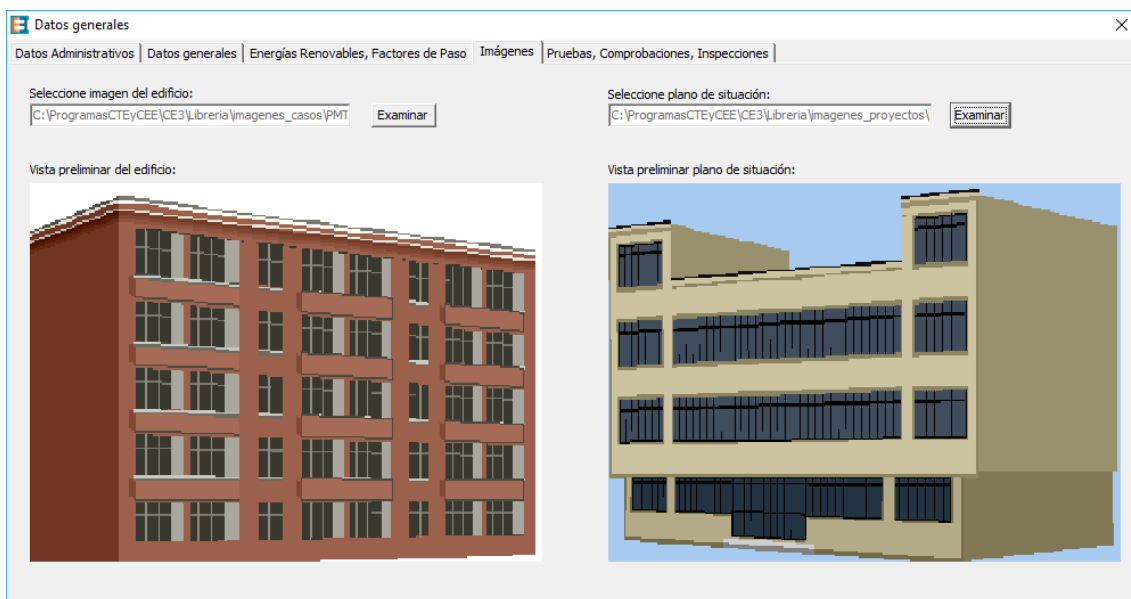 Datos generales
Datos Administrativos Datos generales Energías Renovables, Factores de Paso Imágenes Pruebas, Comprobaciones, Inspecciones
Seleccione imagen del edificio:
C:\ProgramasCTEyCEE\CE3\Libreria\imagenes_casos\PMT Examinar
Seleccione plano de situación:
C:\ProgramasCTEyCEE\CE3\Libreria\imagenes_proyectos\ Examinar
Vista preliminar del edificio:
Vista preliminar plano de situación: